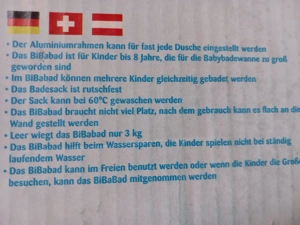 • Der Aluminiumrahmen kann für fast jede Dusche eingestellt werden
• Das BiBabad ist für Kinder bis 8 Jahre, die für die Babybadewanne zu groß
geworden sind
• Im BiBabad können mehrere Kinder gleichzeitig gebadet werden
• Das Badesack ist rutschfest
• Der Sack kann bei 60°C gewaschen werden
• Das BiBabad braucht nicht viel Platz, nach dem gebrauch kann es flach an die
Wand gestellt werden
• Leer wiegt das BiBabad nur 3 kg
• Das BiBabad hilft beim Wassersparen, die Kinder spielen nicht bei ständig
laufendem Wasser
• Das BiBabad kann im Freien benutzt werden oder wenn die Kinder die Große
besuchen, kann das BiBaBad mitgenommen werden